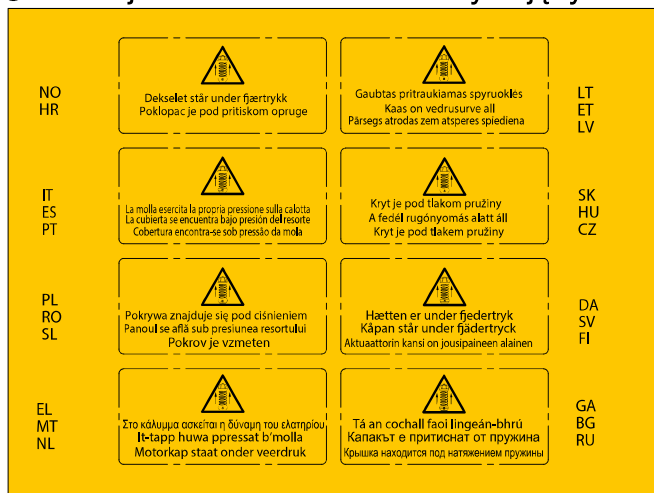 NO
HR
Dekselet står under fjærtrykk
Poklopac je pod pritiskom opruge
Gaubtas pritraukiamas spyruoklės
Kaas on vedrusurve all
Pārsegs atrodas zem atsperes spiediena
LT
ET
LV
IT
ES
PT
La molla esercita la propria pressione sulla calotta
La cubierta se encuentra bajo presión del resorte
Cobertura encontra-se sob pressão da mola
Kryt je pod tlakom pružiny
A fedél rugónyomás alatt áll
Kryt je pod tlakem pružiny
SK
HU
CZ
PL
RO
SL
Pokrywa znajduje się pod ciśnieniem
Panoul se află sub presiunea resortului
Pokrov je vzmeten
Hætten er under fjedertryk
Kåpan står under fjädertryck
Aktuaattorin kansi on jousipaineen alainen
DA
SV
FI
EL
MT
NL
Στο κάλυμμα ασκείται η δύναμη του ελατηρίου
It-tapp huwa ppressat b'molla
Motorkap staat onder veerdruk
Tá an cochall faoi lingeán-bhrú
Капакът е притиснат от пружина
Крышка находится под натяжением пружины
GA
BG
RU